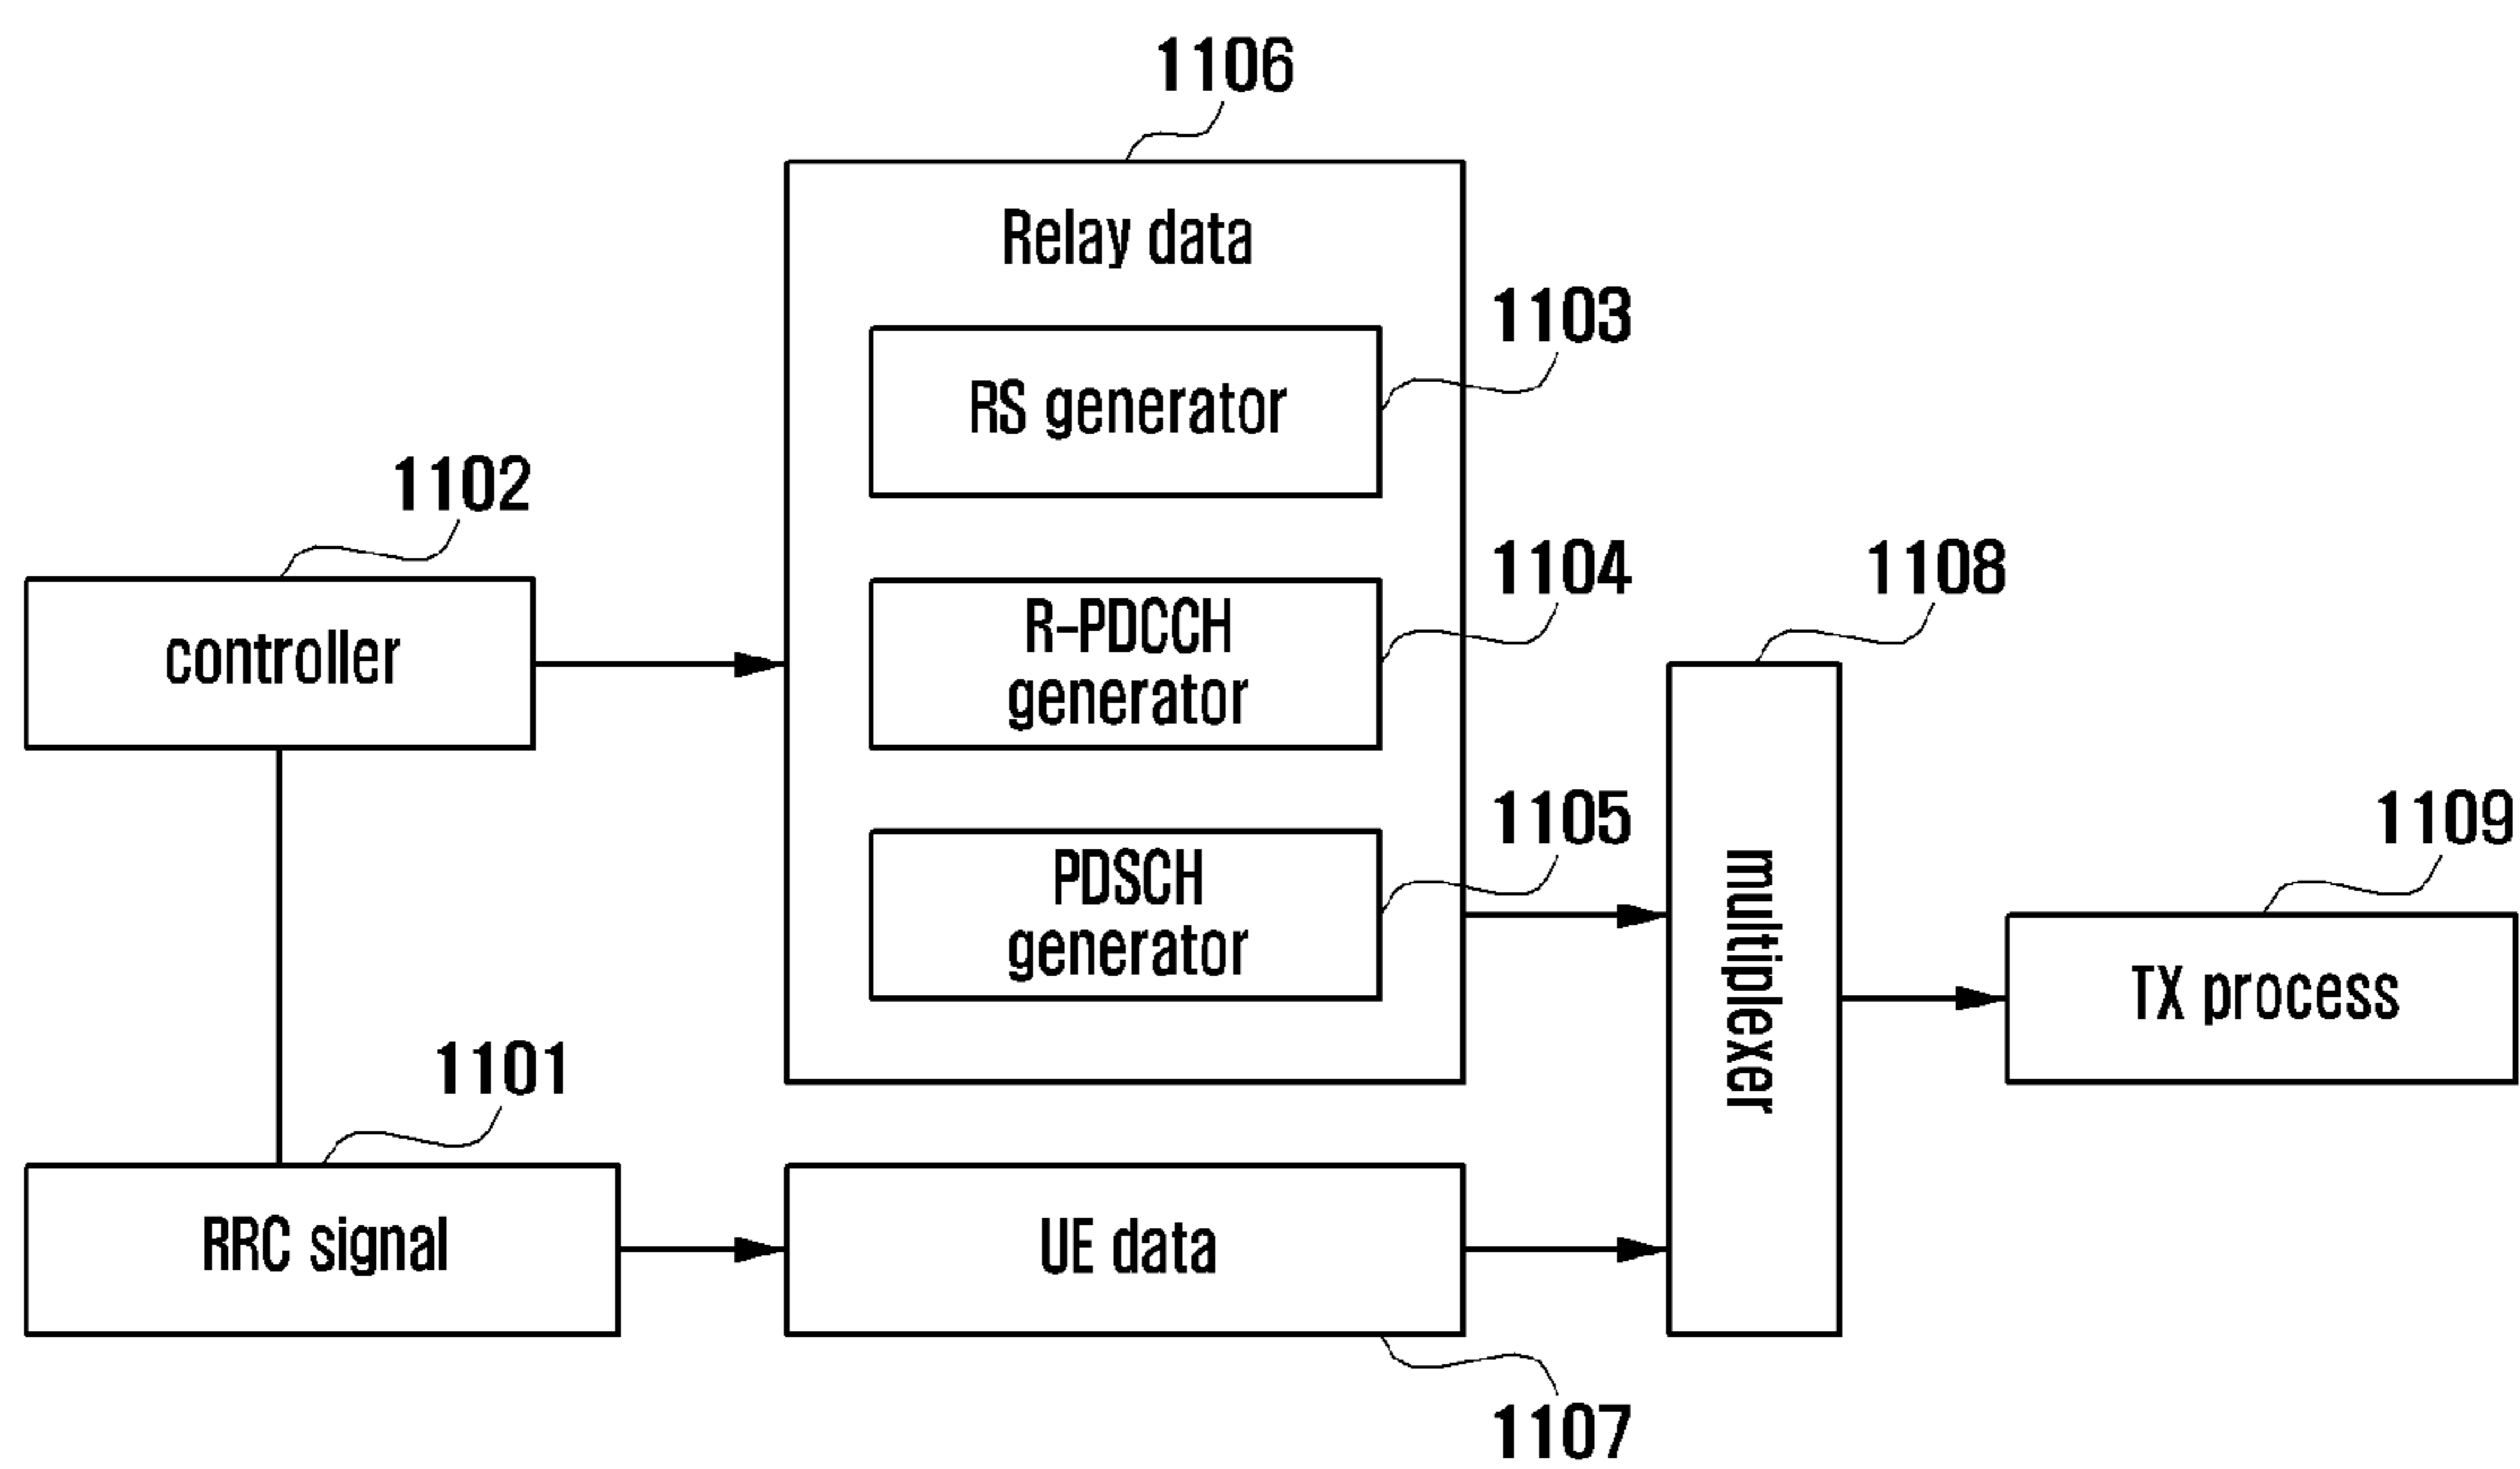 1106
Relay data
1103
RS generator
1102
1104
1108
controller
R-PDCCH
generator
1105
1109
PDSCH
generator
multiplexer
TX process
1101
RRC signal
UE data
1107